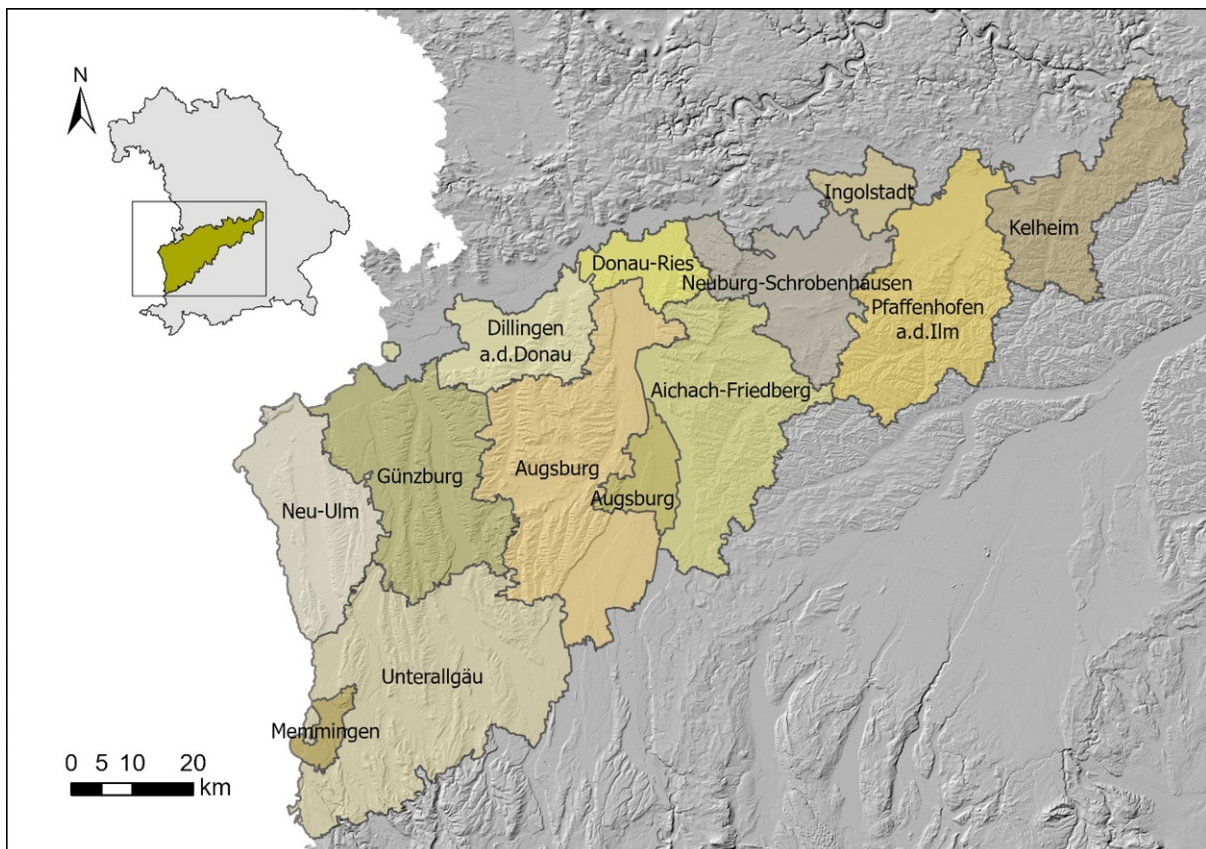 N
Ingolstadt
Kelheim
Donau-Ries
Neuburg-Schrobenhausen
Pfaffenhofen
a.d.Ilm
Dillingen
a.d.Donau
Aichach-Friedberg
Günzburg
Augsburg
Augsburg
Neu-Ulm
Unterallgäu
Memmingen
0 5 10 20
km